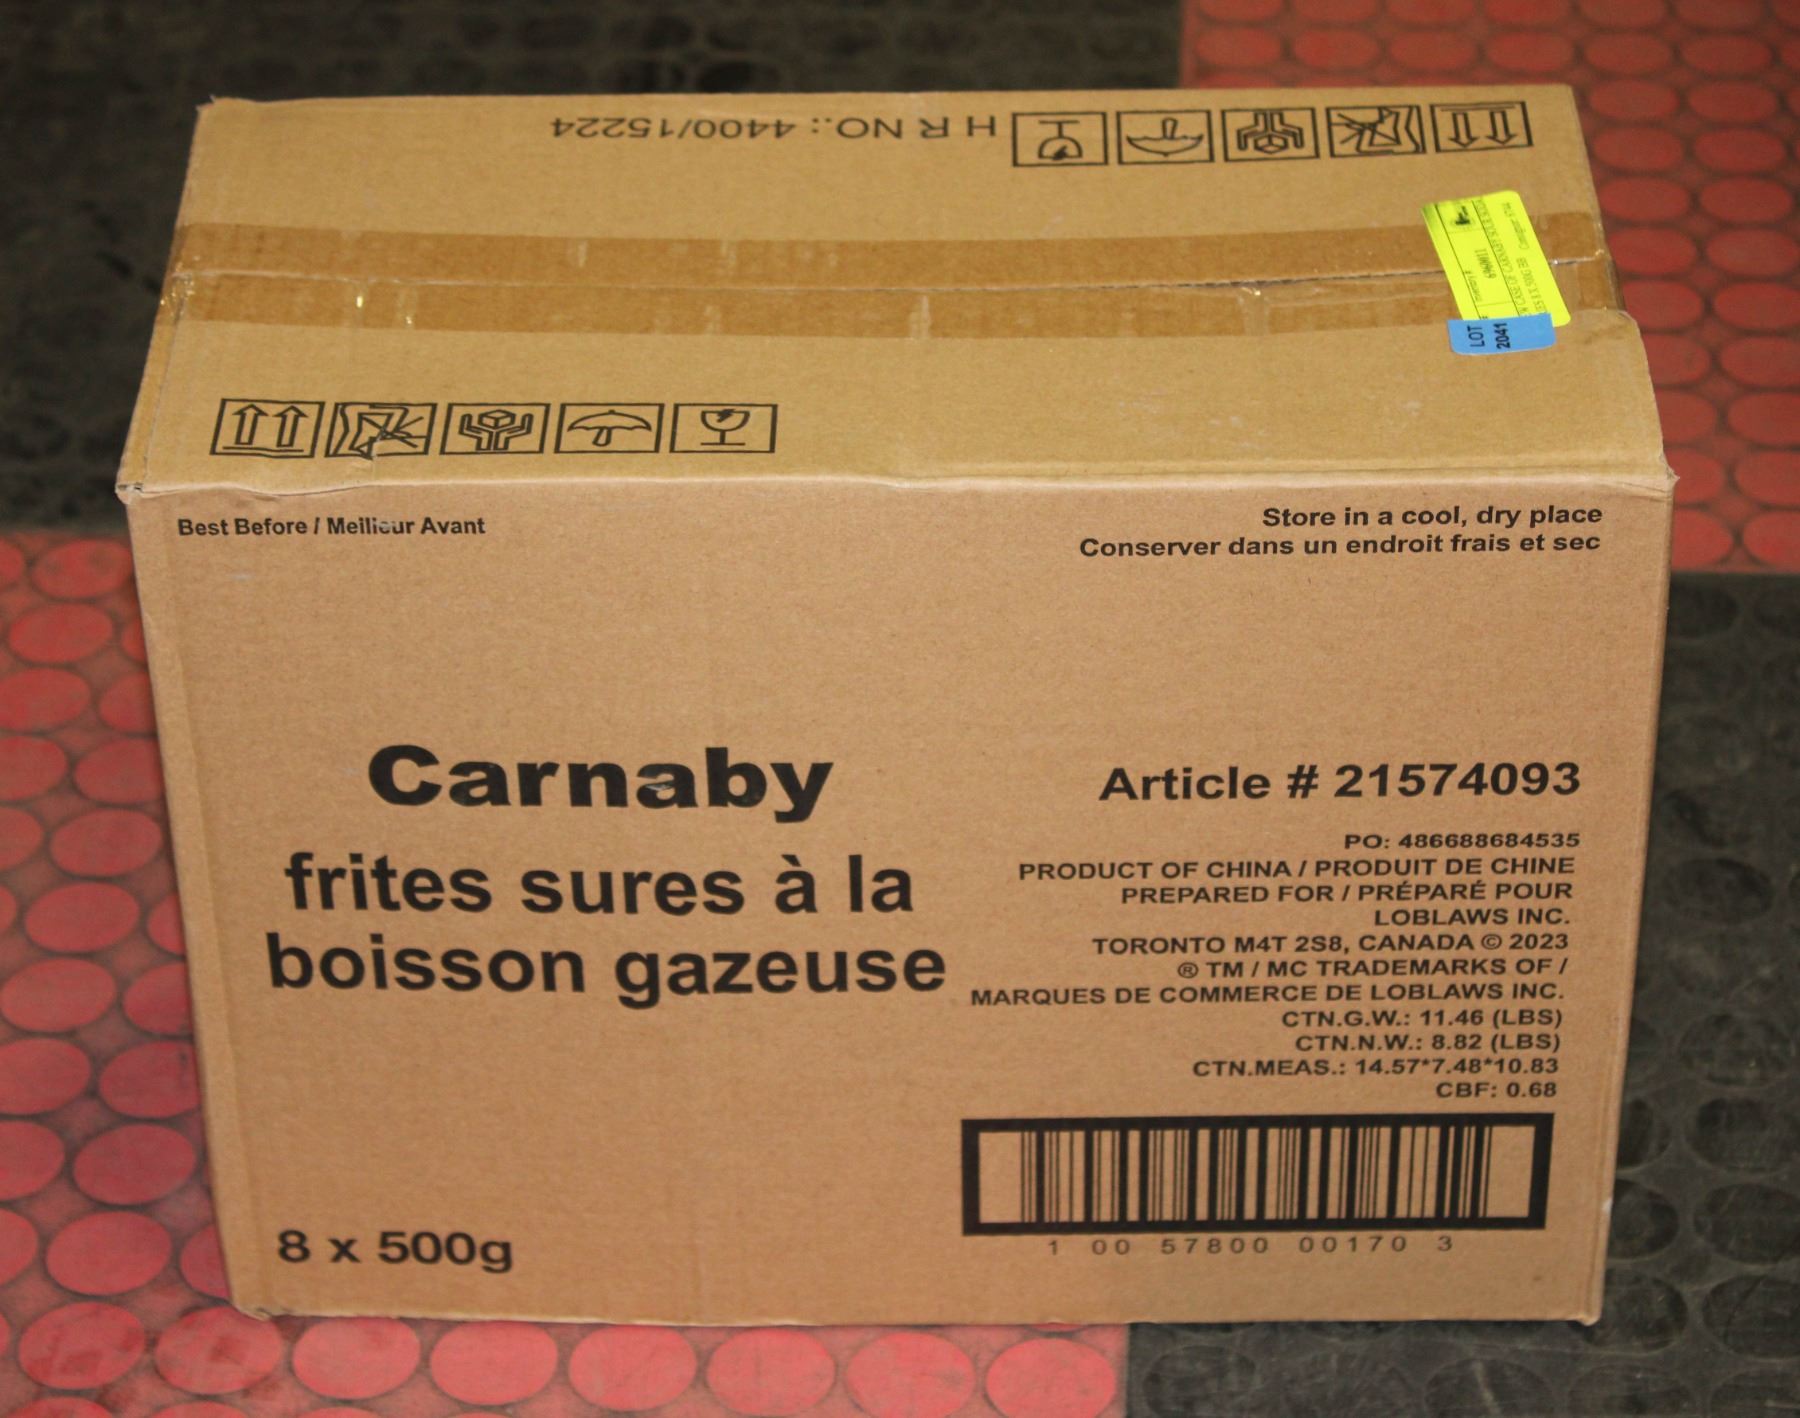 H R NO.: 4400/15224
6960011
LOT
2041
Best Before / Meilleur Avant
Store in a cool, dry place
Conserver dans un endroit frais et sec
Carnaby
frites sures à la
boisson gazeuse
8 x 500g
Article # 21574093
PO: 486688684535
PRODUCT OF CHINA / PRODUIT DE CHINE
PREPARED FOR / PRÉPARÉ POUR
LOBLAWS INC.
TORONTO M4T 2S8, CANADA © 2023
® TM / MC TRADEMARKS OF /
MARQUES DE COMMERCE DE LOBLAWS INC.
CTN.G.W.: 11.46 (LBS)
CTN.N.W.: 8.82 (LBS)
CTN.MEAS.: 14.57*7.48*10.83
CBF: 0.68
1 00 57800 00170 3